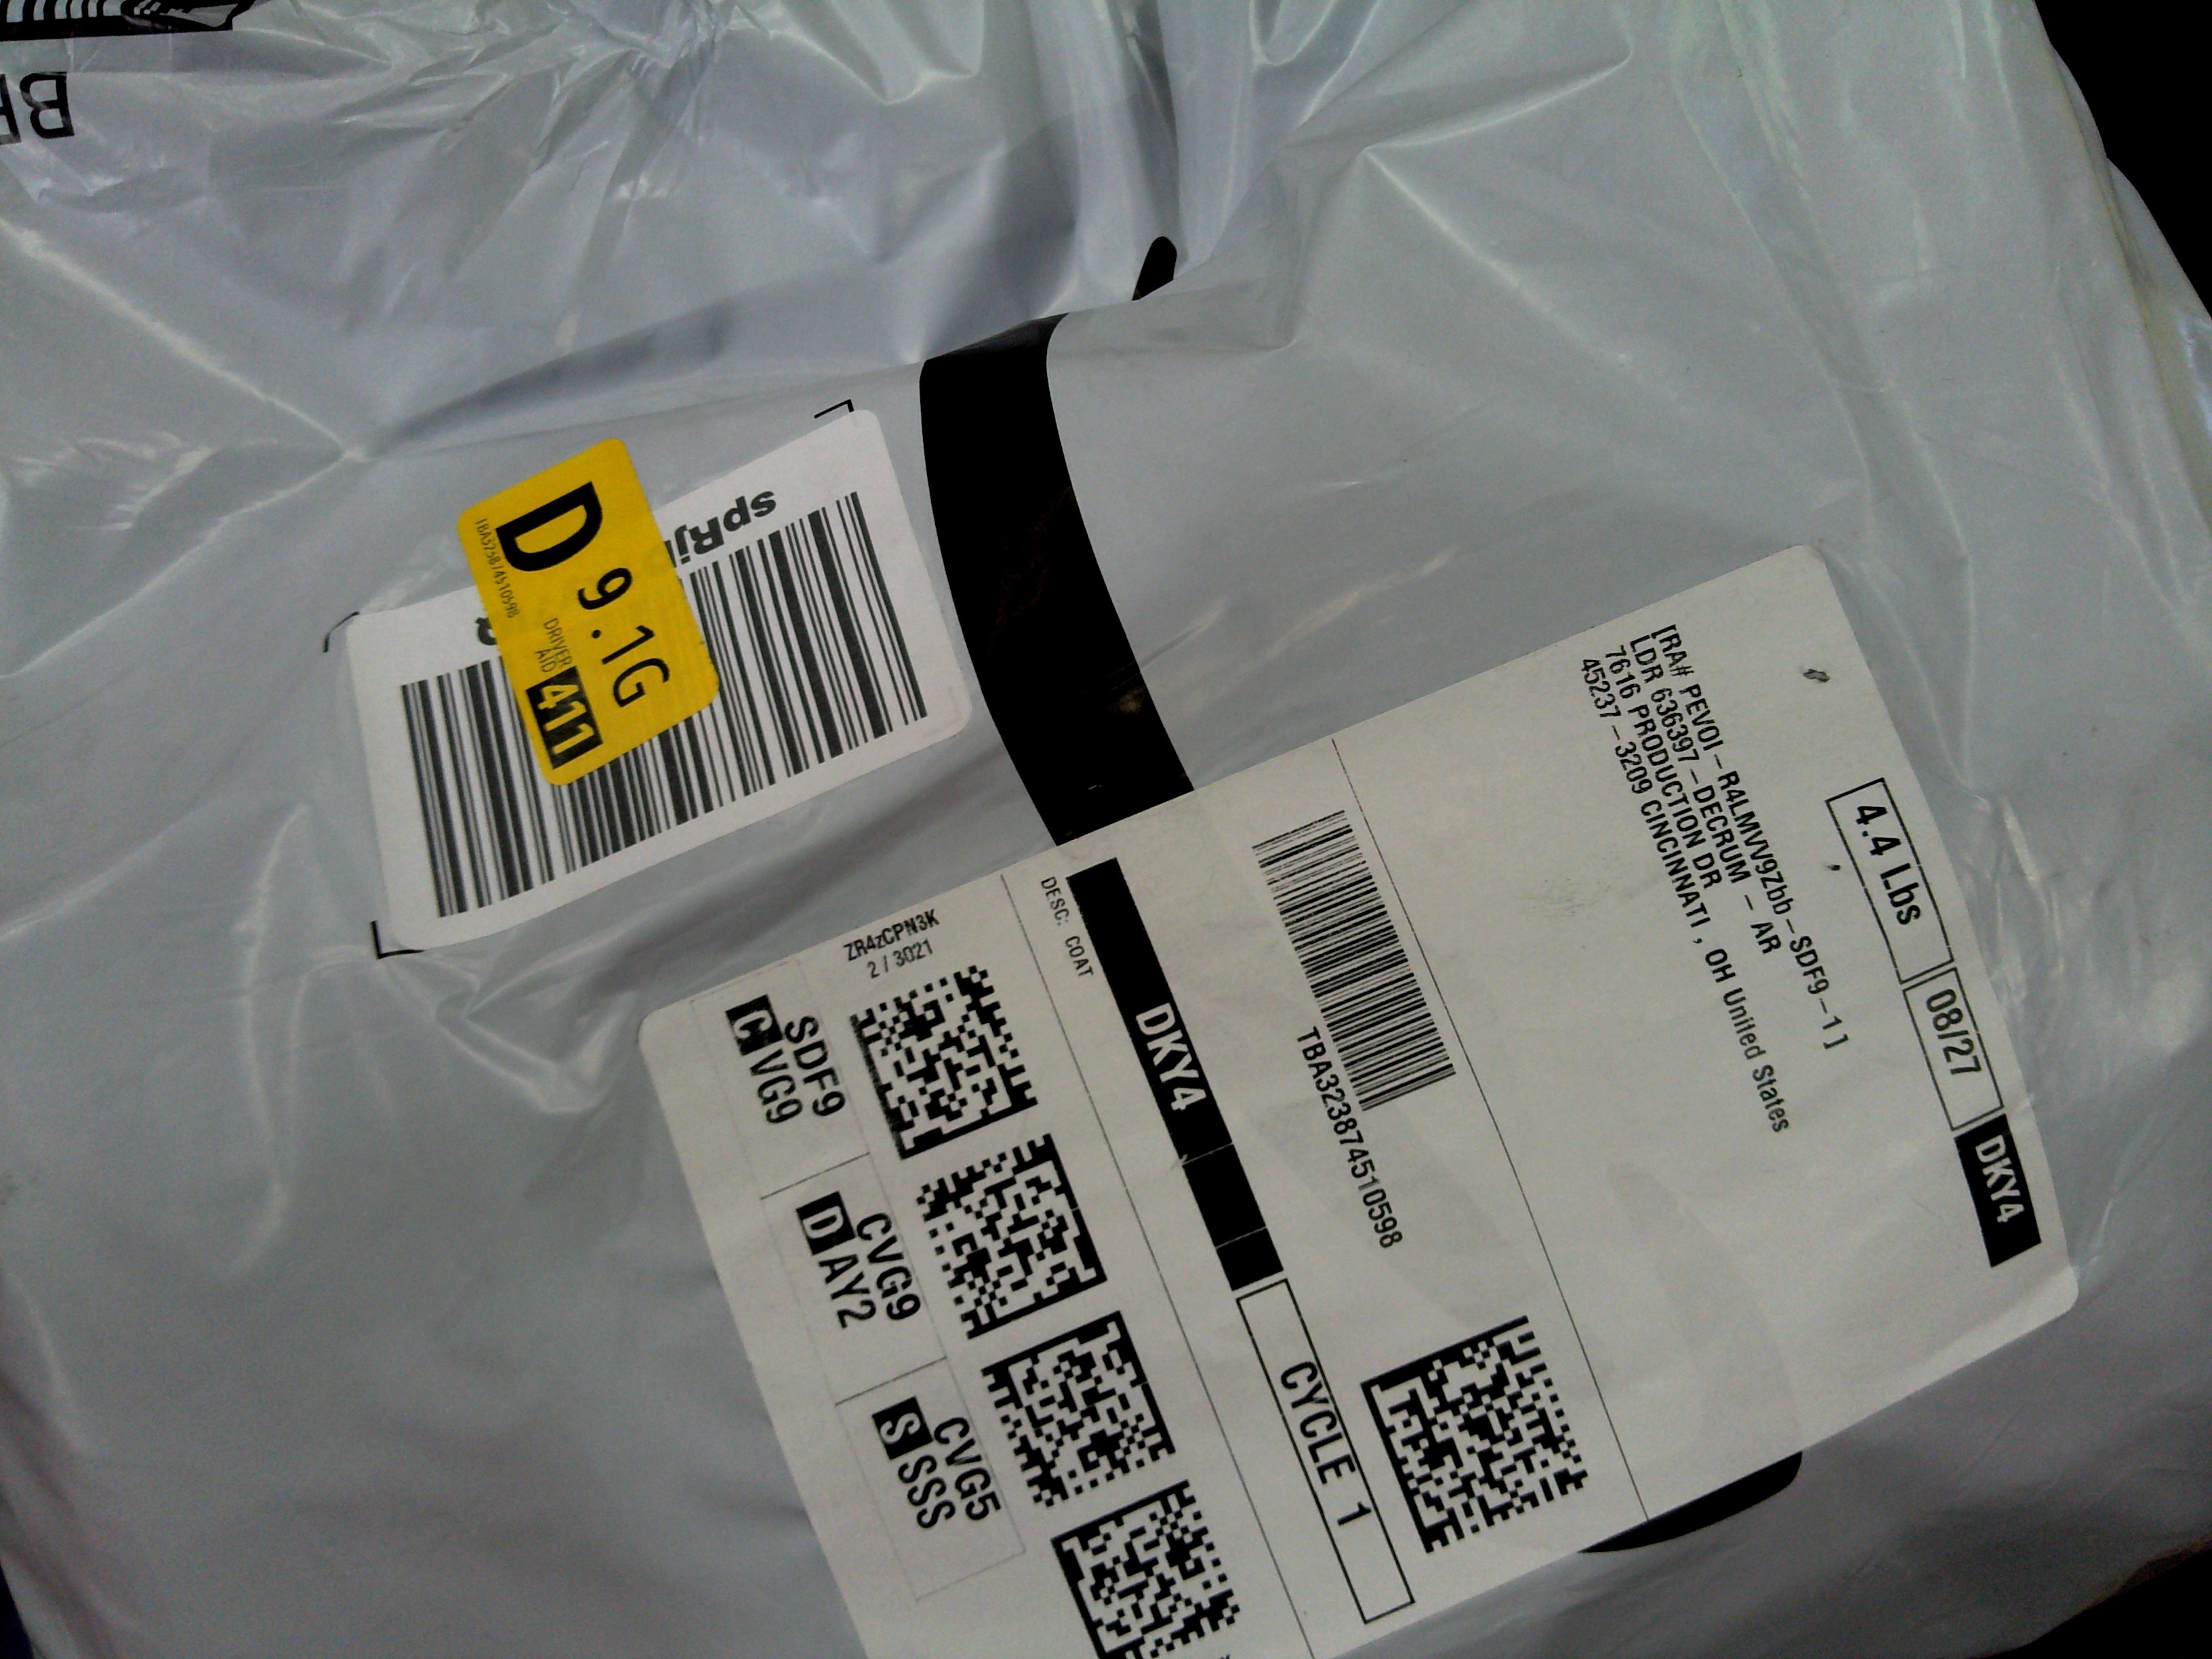 4.4 Lbs
08/27
DKY4
[RA# PEVOI-R4LMVV9Zbb-SDF9-1]
LDR 636397-DECRUM - AR
7616 PRODUCTION DR
45237-3209 CINCINNATI, OH United States
TBA323874510598
DKY4
CYCLE 1
DESC: COAT
ZR4zCPN3K
2 / 3021
SDF9
CVG9
CVG9
DAY2
CVG5
SSSS
D
9.1G
DRIVER
AID
411
TBA323874510598
spRj